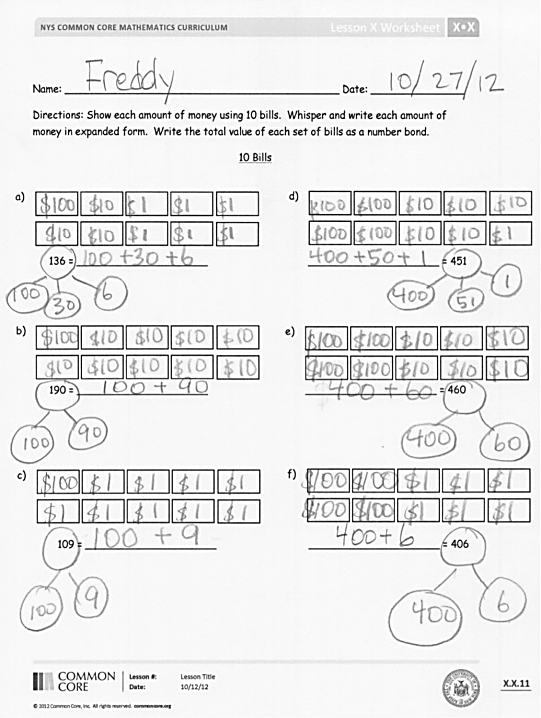 NYS COMMON CORE MATHEMATICS CURRICULUM
Lesson X Worksheet X•X
Name: Freddy Date: 10/27/12
Directions: Show each amount of money using 10 bills. Whisper and write each amount of
money in expanded form. Write the total value of each set of bills as a number bond.
10 Bills
a) $100 $10 $1 $1 $1
$10 $10 $1 $1 $1
136 = 100 + 30 + 6
100 30 6
b) $100 $10 $10 $10 $10
$10 $10 $10 $10 $10
190 = 100 + 90
100 90
c) $100 $1 $1 $1 $1
$1 $1 $1 $1 $1
109 = 100 + 9
100 9
d) $100 $100 $10 $10 $10
$100 $100 $10 $10 $1
400 + 50 + 1 = 451
400 51 1
e) $100 $100 $10 $10 $10
$100 $100 $10 $10 $10
400 + 60 = 460
400 60
f) $100 $100 $1 $1 $1
$100 $100 $1 $1 $1
400 + 6 = 406
400 6
COMMON CORE
Lesson #: Lesson Title
Date: 10/12/12
X.X.11
© 2012 Common Core, Inc. All rights reserved. commoncore.org